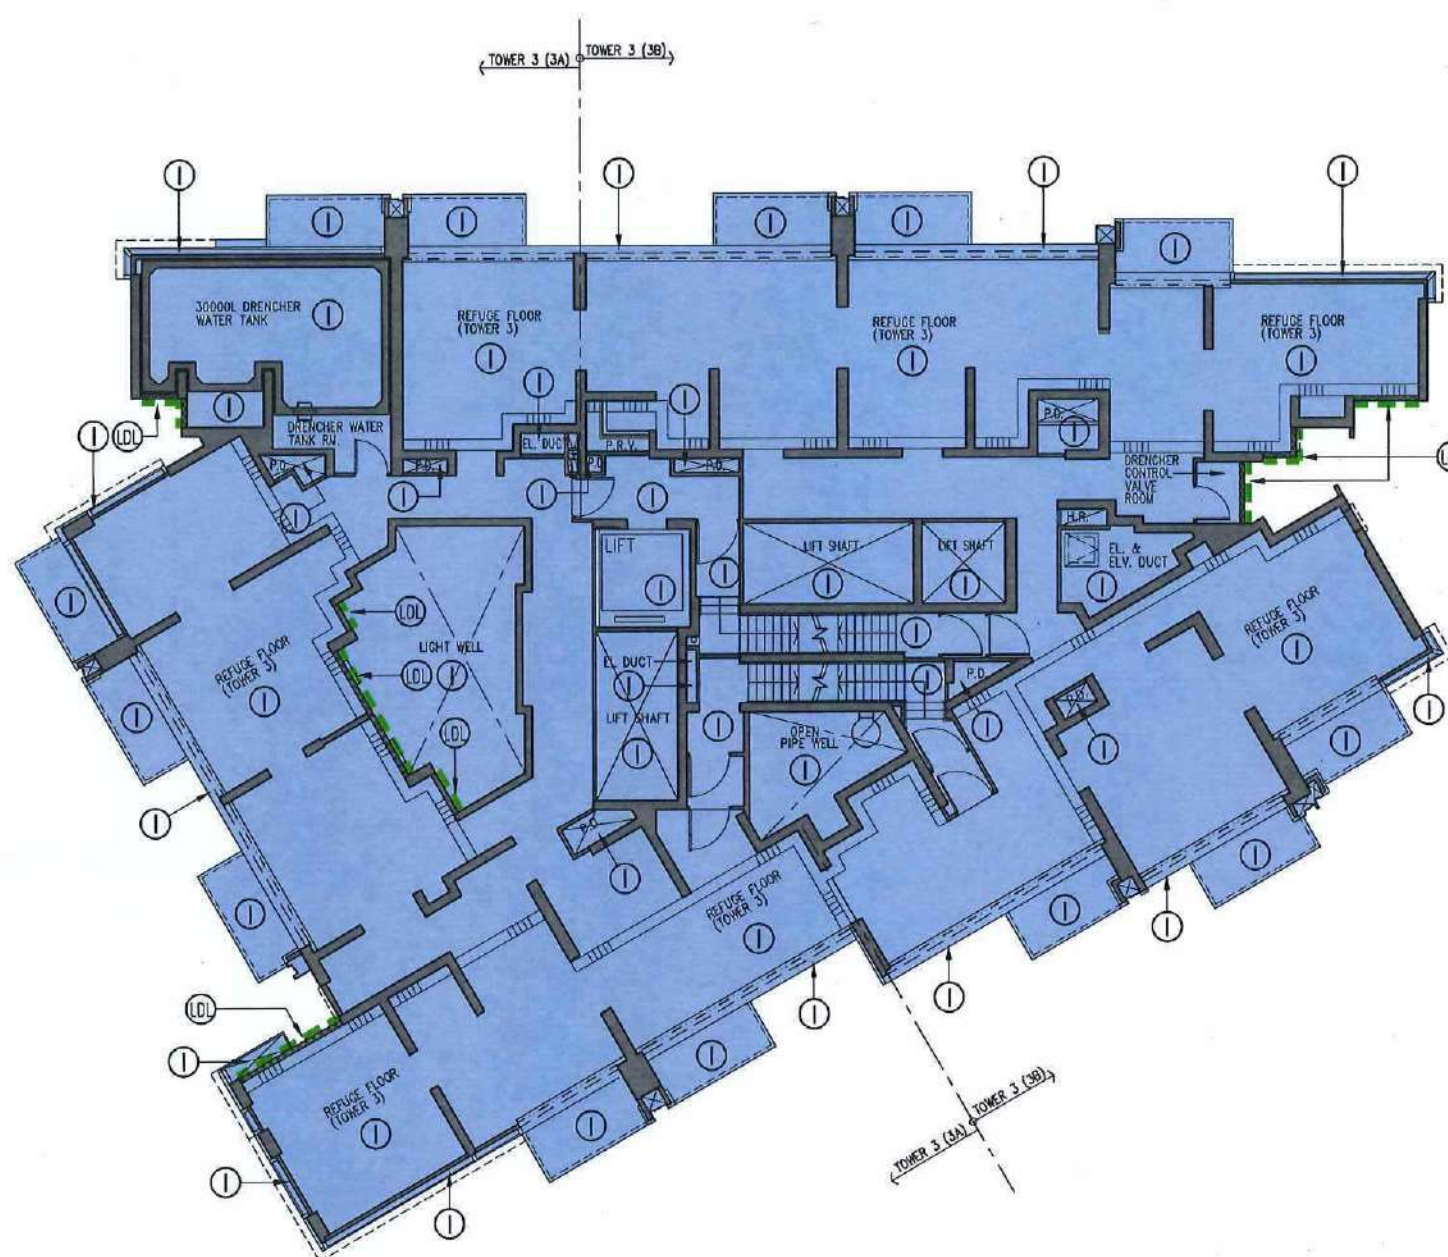 TOWER 3 (3A)
TOWER 3 (3B)
I
I
I
I
I
I
I
I
I
30000L DRENCHER
WATER TANK
I
REFUGE FLOOR
(TOWER 3)
I
REFUGE FLOOR
(TOWER 3)
I
REFUGE FLOOR
(TOWER 3)
I
I
I
I
LDL
I
DRENCHER WATER
TANK RM.
EL. DUCT
P.R.V.
P.D.
I
P.D.
P.D.
P.D.
P.D.
I
I
I
I
DRENCHER
CONTROL
VALVE
ROOM
H.R.
EL. &
ELV. DUCT
I
LIFT
I
I
LIFT SHAFT
I
LIFT SHAFT
I
I
LDL
LIGHT WELL
LDL
I
LDL
REFUGE FLOOR
(TOWER 3)
I
I
I
I
I
EL DUCT
I
LIFT SHAFT
I
I
I
P.D.
I
OPEN
PIPE WELL
I
REFUGE FLOOR
(TOWER 3)
I
P.D.
I
I
I
I
I
I
P.D.
I
REFUGE FLOOR
(TOWER 3)
I
I
I
LDL
I
REFUGE FLOOR
(TOWER 3)
I
I
I
I
I
TOWER 3 (3B)
TOWER 3 (3A)